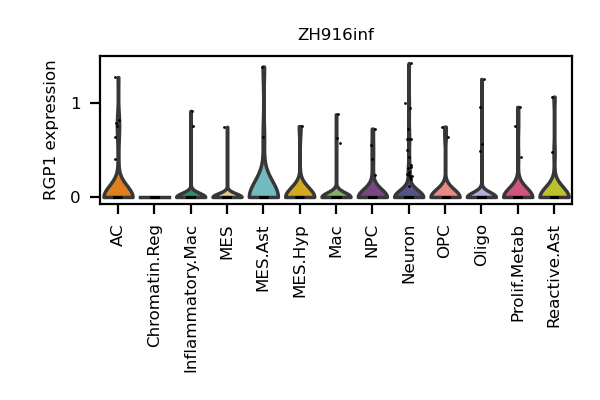 ZH916inf
RGP1 expression
1
0
AC
Chromatin.Reg
Inflammatory.Mac
MES
MES.Ast
MES.Hyp
Mac
NPC
Neuron
OPC
Oligo
Prolif.Metab
Reactive.Ast